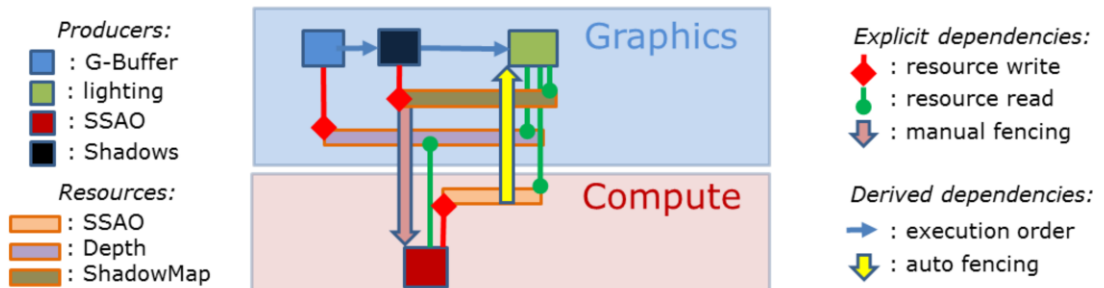 Producers:
: G-Buffer
: lighting
: SSAO
: Shadows
Resources:
: SSAO
: Depth
: ShadowMap
Graphics
Compute
Explicit dependencies:
: resource write
: resource read
: manual fencing
Derived dependencies:
: execution order
: auto fencing